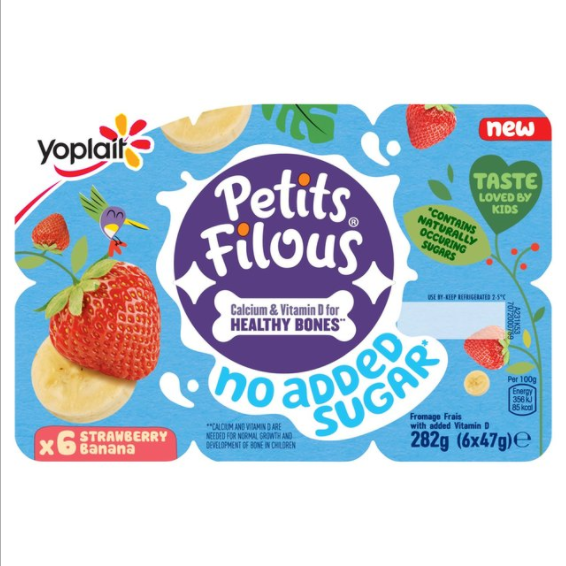 yoplait
new
Petits
Filous®
Calcium & Vitamin D for
HEALTHY BONES**
no added
SUGAR*
TASTE
LOVED BY
KIDS
*CONTAINS
NATURALLY
OCCURING
SUGARS
USE BY-KEEP REFRIGERATED 2-5°C
x6 STRAWBERRY
Banana
**CALCIUM AND VITAMIN D ARE
NEEDED FOR NORMAL GROWTH AND
DEVELOPMENT OF BONE IN CHILDREN
Per 100g
Energy
358 kJ
85 kcal
Fromage Frais
with added Vitamin D
282g (6x47g)℮